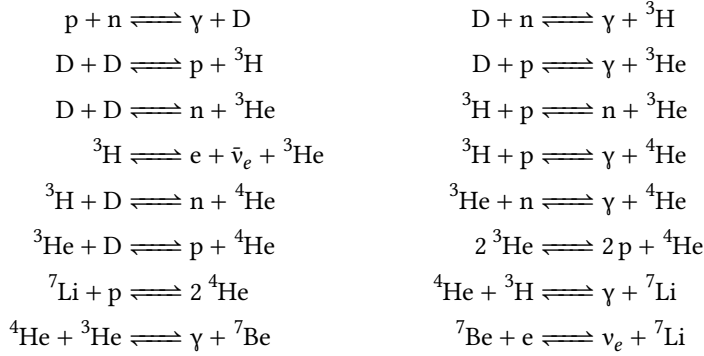 p + n ⇌ γ + D
D + n ⇌ γ + ³H
D + D ⇌ p + ³H
D + p ⇌ γ + ³He
D + D ⇌ n + ³He
³H + p ⇌ n + ³He
³H ⇌ e + ν̄ₑ + ³He
³H + p ⇌ γ + ⁴He
³H + D ⇌ n + ⁴He
³He + n ⇌ γ + ⁴He
³He + D ⇌ p + ⁴He
2 ³He ⇌ 2 p + ⁴He
⁷Li + p ⇌ 2 ⁴He
⁴He + ³H ⇌ γ + ⁷Li
⁴He + ³He ⇌ γ + ⁷Be
⁷Be + e ⇌ νₑ + ⁷Li